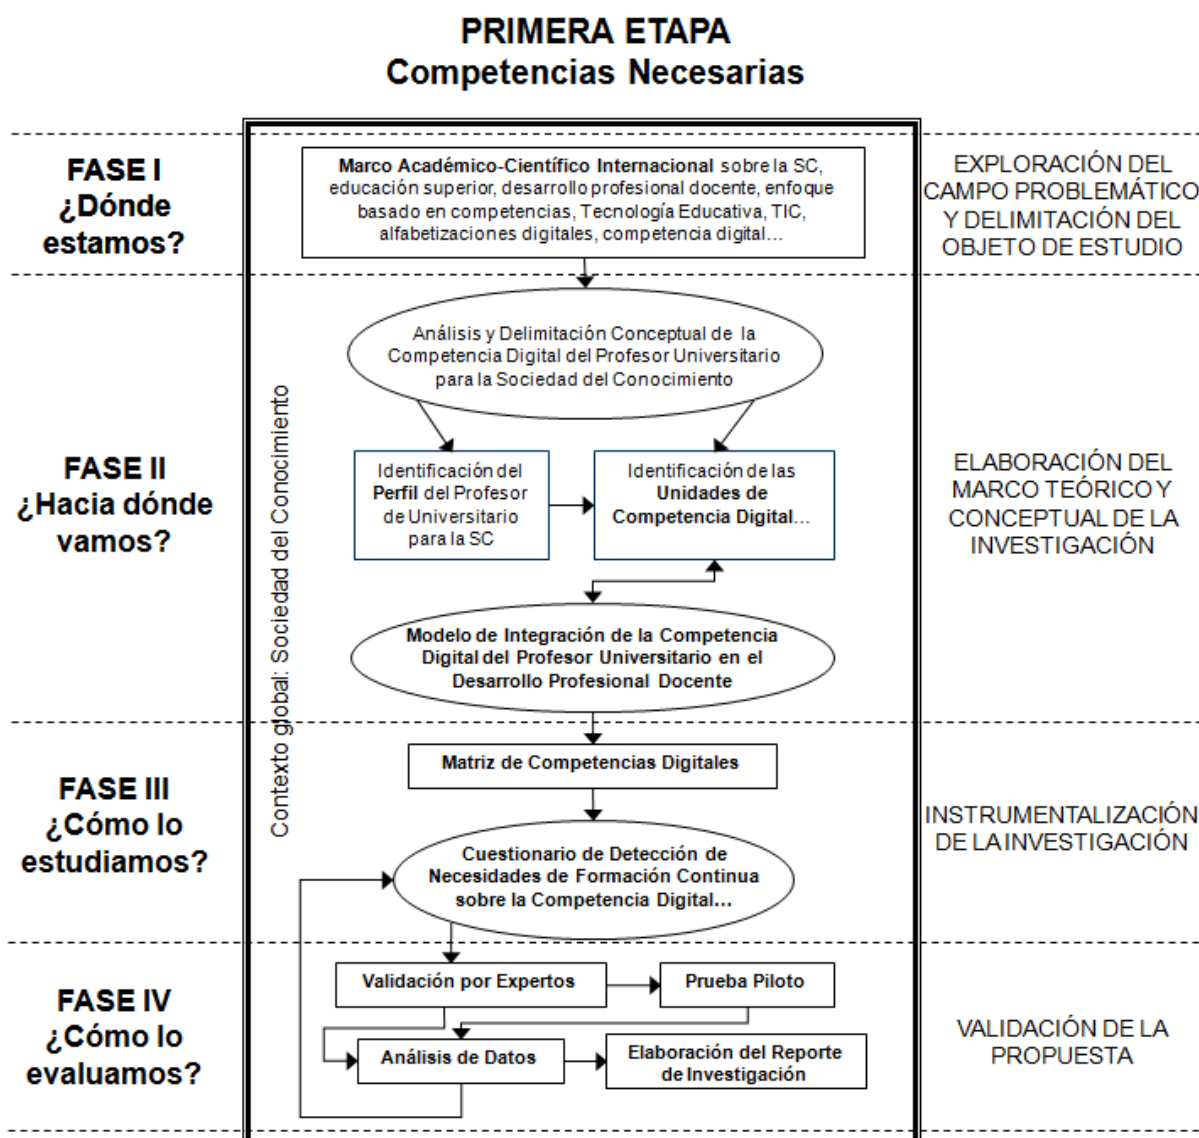 PRIMERA ETAPA
Competencias Necesarias
FASE I
¿Dónde
estamos?
Marco Académico-Científico Internacional sobre la SC,
educación superior, desarrollo profesional docente, enfoque
basado en competencias, Tecnología Educativa, TIC,
alfabetizaciones digitales, competencia digital...
EXPLORACIÓN DEL
CAMPO PROBLEMÁTICO
Y DELIMITACIÓN DEL
OBJETO DE ESTUDIO
Contexto global: Sociedad del Conocimiento
FASE II
¿Hacia dónde
vamos?
Análisis y Delimitación Conceptual de la
Competencia Digital del Profesor Universitario
para la Sociedad del Conocimiento
Identificación del
Perfil del Profesor
de Universitario
para la SC
Identificación de las
Unidades de
Competencia Digital...
Modelo de Integración de la Competencia
Digital del Profesor Universitario en el
Desarrollo Profesional Docente
ELABORACIÓN DEL
MARCO TEÓRICO Y
CONCEPTUAL DE LA
INVESTIGACIÓN
FASE III
¿Cómo lo
estudiamos?
Matriz de Competencias Digitales
Cuestionario de Detección de
Necesidades de Formación Continua
sobre la Competencia Digital...
INSTRUMENTALIZACIÓN
DE LA INVESTIGACIÓN
FASE IV
¿Cómo lo
evaluamos?
Validación por Expertos
Prueba Piloto
Análisis de Datos
Elaboración del Reporte
de Investigación
VALIDACIÓN DE LA
PROPUESTA